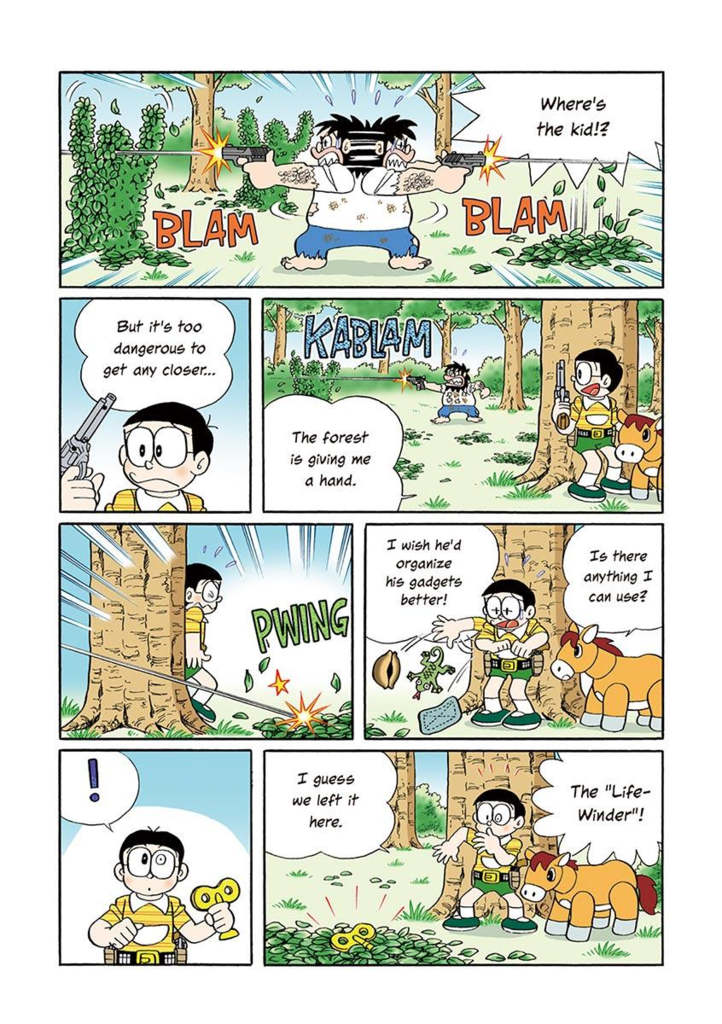 Where's
the kid!?
BLAM
BLAM
KABLAM
The forest
is giving me
a hand.
But it's too
dangerous to
get any closer...
Is there
anything I
can use?
I wish he'd
organize
his gadgets
better!
PWING
The "Life-
Winder"!
I guess
we left it
here.
!